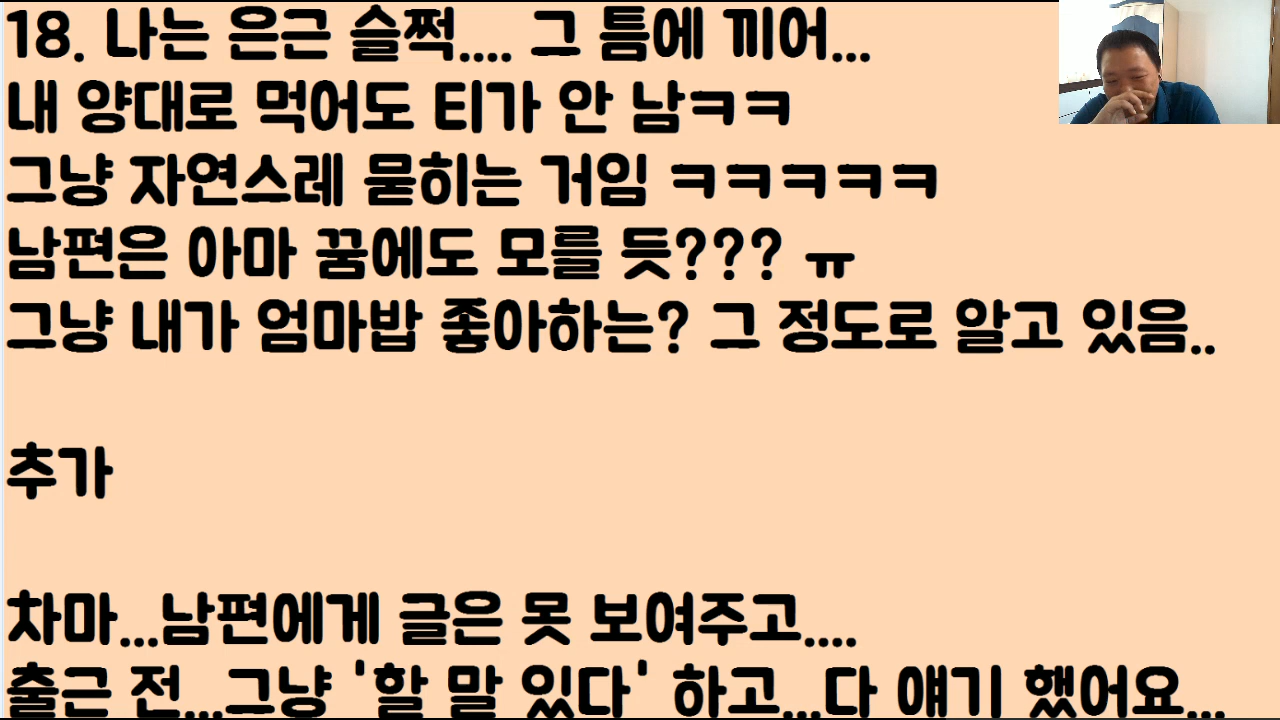 18. 나는 은근 슬쩍.... 그 틈에 끼어...
내 양대로 먹어도 티가 안 남ㅋㅋ
그냥 자연스레 묻히는 거임 ㅋㅋㅋㅋㅋ
남편은 아마 꿈에도 모를 듯??? ㅠ
그냥 내가 엄마밥 좋아하는? 그 정도로 알고 있음..
추가
차마...남편에게 글은 못 보여주고....
출근 전...그냥 '할 말 있다' 하고...다 얘기 했어요...